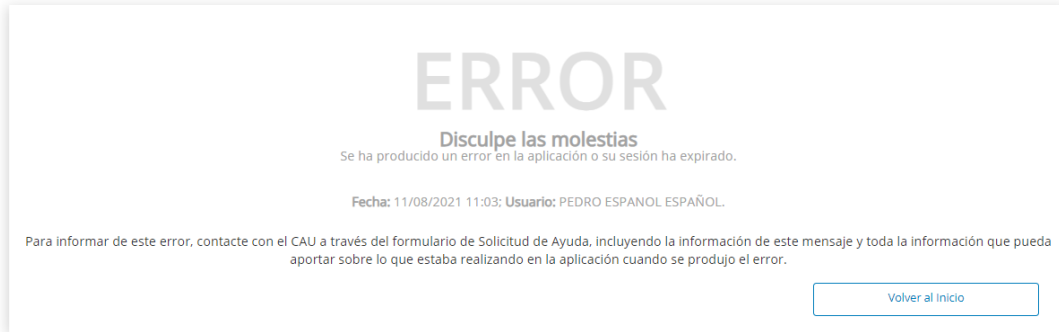 ERROR
Disculpe las molestias
Se ha producido un error en la aplicación o su sesión ha expirado.
Fecha: 11/08/2021 11:03; Usuario: PEDRO ESPANOL ESPAÑOL.
Para informar de este error, contacte con el CAU a través del formulario de Solicitud de Ayuda, incluyendo la información de este mensaje y toda la información que pueda
aportar sobre lo que estaba realizando en la aplicación cuando se produjo el error.
Volver al Inicio